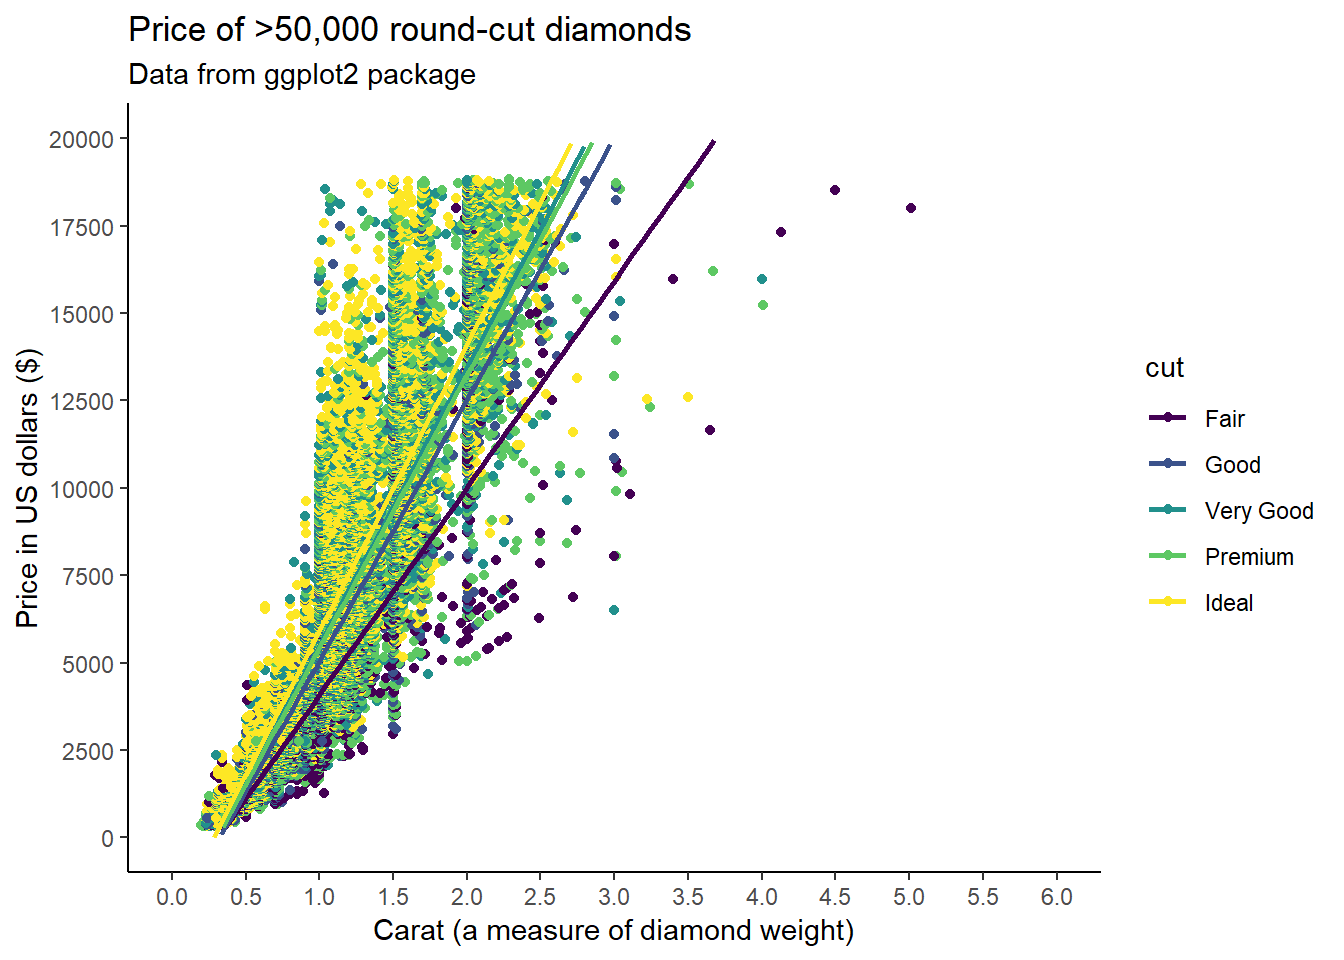 Price of >50,000 round-cut diamonds
Data from ggplot2 package
Price in US dollars ($)
20000
17500
15000
12500
10000
7500
5000
2500
0
0.0 0.5 1.0 1.5 2.0 2.5 3.0 3.5 4.0 4.5 5.0 5.5 6.0
Carat (a measure of diamond weight)
cut
Fair
Good
Very Good
Premium
Ideal